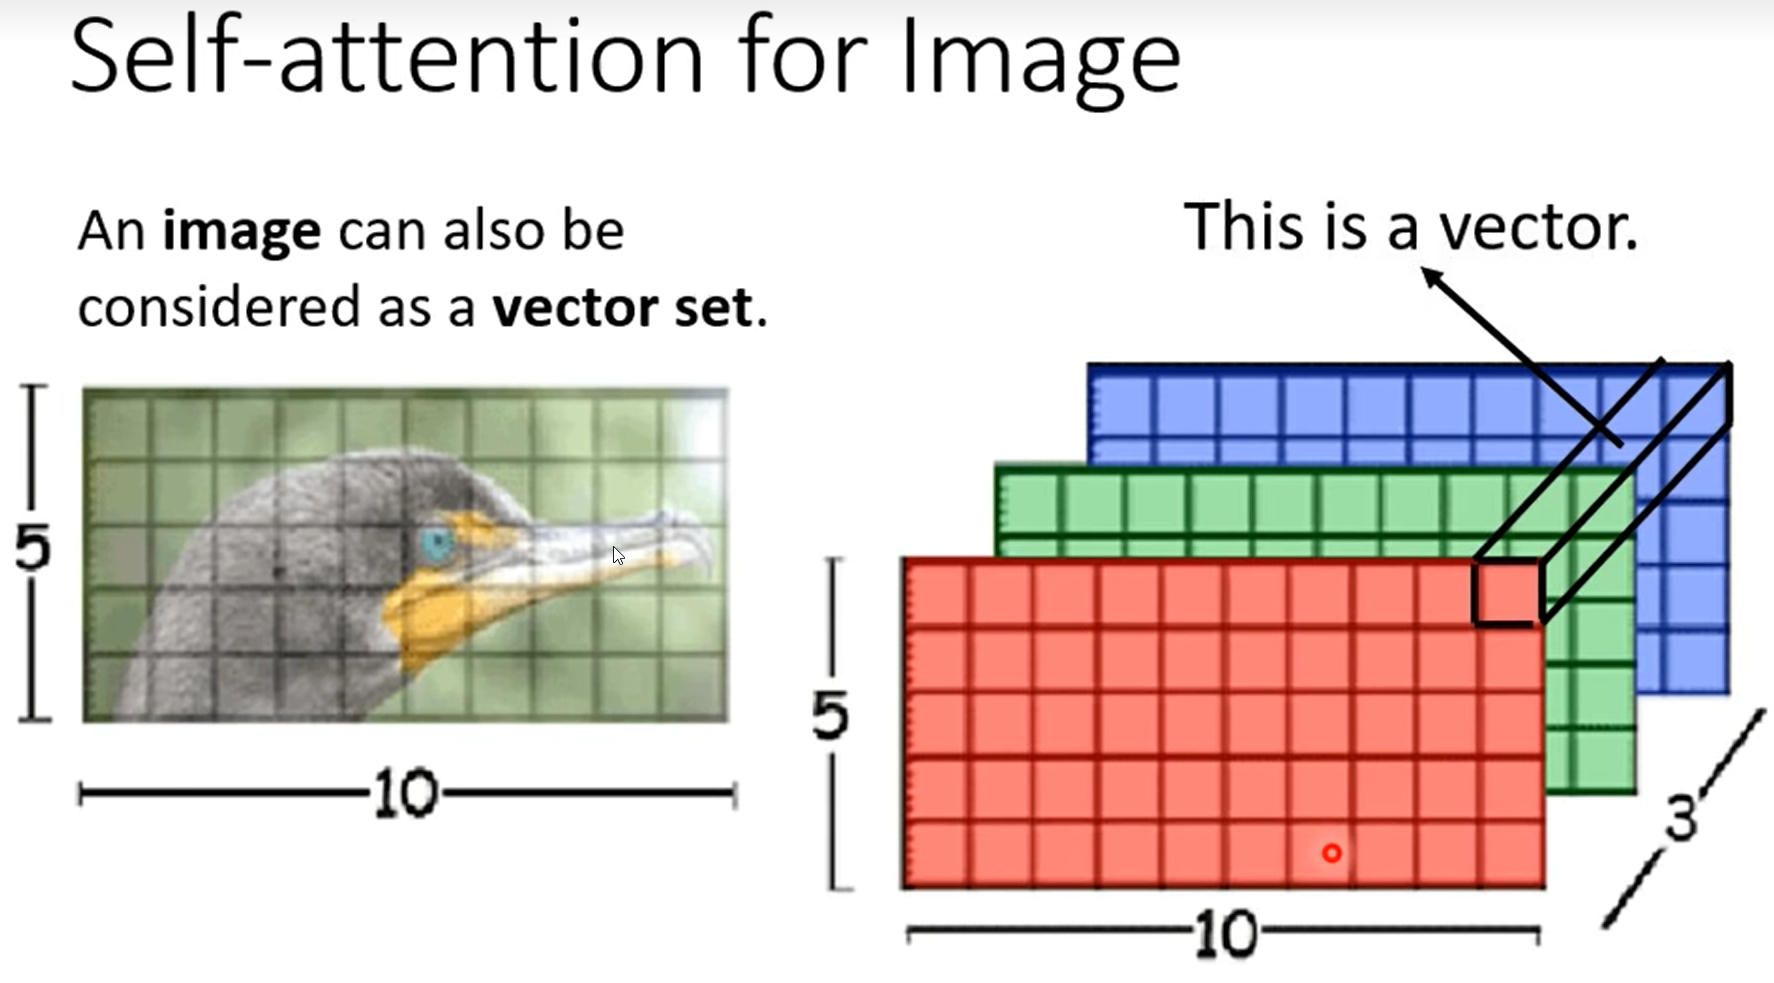 Self-attention for Image
An image can also be
considered as a vector set.
This is a vector.
5
10
5
10
3